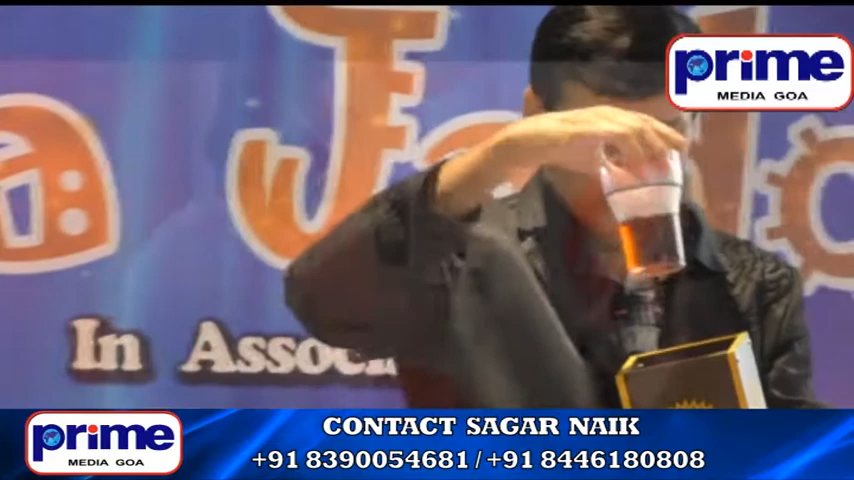 prime
MEDIA GOA
In Assoc
prime
MEDIA GOA
CONTACT SAGAR NAIK
+91 8390054681 / +91 8446180808